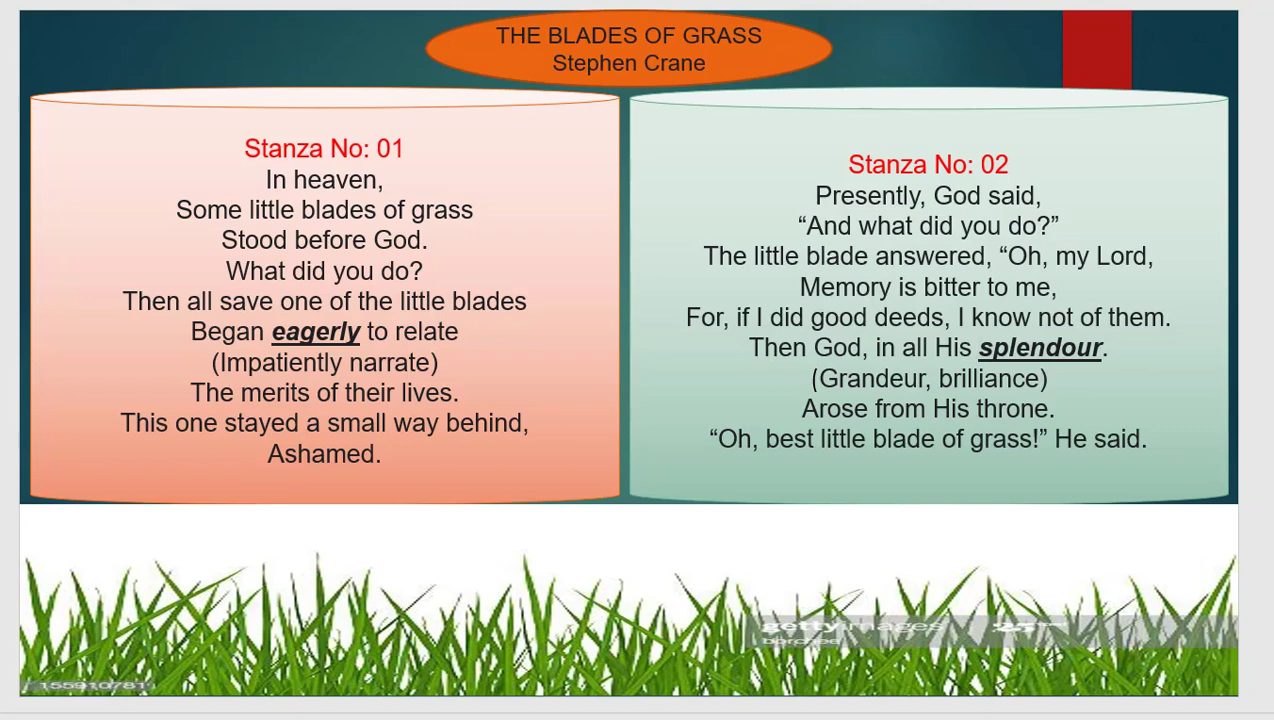 THE BLADES OF GRASS
Stephen Crane
Stanza No: 01
In heaven,
Some little blades of grass
Stood before God.
What did you do?
Then all save one of the little blades
Began eagerly to relate
(Impatiently narrate)
The merits of their lives.
This one stayed a small way behind,
Ashamed.
Stanza No: 02
Presently, God said,
“And what did you do?”
The little blade answered, “Oh, my Lord,
Memory is bitter to me,
For, if I did good deeds, I know not of them.
Then God, in all His splendour.
(Grandeur, brilliance)
Arose from His throne.
“Oh, best little blade of grass!” He said.
gettyimages
borchee
1559107811